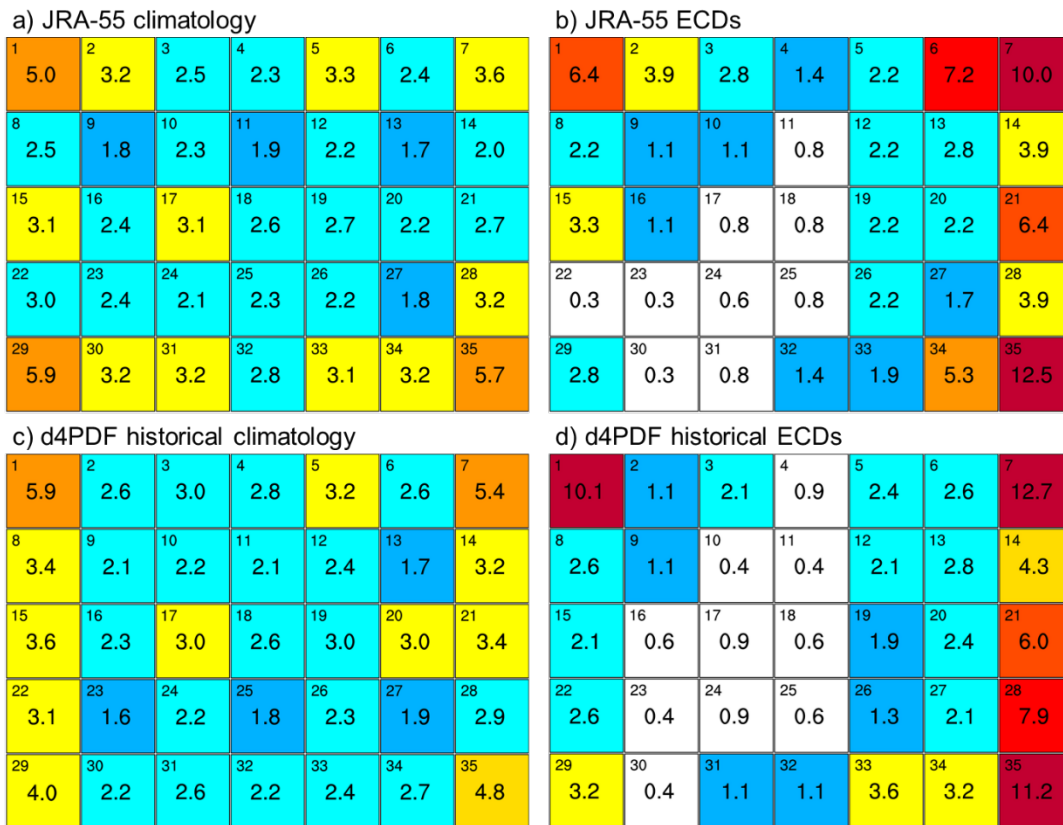 a) JRA-55 climatology
1 2 3 4 5 6 7
5.0 3.2 2.5 2.3 3.3 2.4 3.6
8 9 10 11 12 13 14
2.5 1.8 2.3 1.9 2.2 1.7 2.0
15 16 17 18 19 20 21
3.1 2.4 3.1 2.6 2.7 2.2 2.7
22 23 24 25 26 27 28
3.0 2.4 2.1 2.3 2.2 1.8 3.2
29 30 31 32 33 34 35
5.9 3.2 3.2 2.8 3.1 3.2 5.7
b) JRA-55 ECDs
1 2 3 4 5 6 7
6.4 3.9 2.8 1.4 2.2 7.2 10.0
8 9 10 11 12 13 14
2.2 1.1 1.1 0.8 2.2 2.8 3.9
15 16 17 18 19 20 21
3.3 1.1 0.8 0.8 2.2 2.2 6.4
22 23 24 25 26 27 28
0.3 0.3 0.6 0.8 2.2 1.7 3.9
29 30 31 32 33 34 35
2.8 0.3 0.8 1.4 1.9 5.3 12.5
c) d4PDF historical climatology
1 2 3 4 5 6 7
5.9 2.6 3.0 2.8 3.2 2.6 5.4
8 9 10 11 12 13 14
3.4 2.1 2.2 2.1 2.4 1.7 3.2
15 16 17 18 19 20 21
3.6 2.3 3.0 2.6 3.0 3.0 3.4
22 23 24 25 26 27 28
3.1 1.6 2.2 1.8 2.3 1.9 2.9
29 30 31 32 33 34 35
4.0 2.2 2.6 2.2 2.4 2.7 4.8
d) d4PDF historical ECDs
1 2 3 4 5 6 7
10.1 1.1 2.1 0.9 2.4 2.6 12.7
8 9 10 11 12 13 14
2.6 1.1 0.4 0.4 2.1 2.8 4.3
15 16 17 18 19 20 21
2.1 0.6 0.9 0.6 1.9 2.4 6.0
22 23 24 25 26 27 28
2.6 0.4 0.9 0.6 1.3 2.1 7.9
29 30 31 32 33 34 35
3.2 0.4 1.1 1.1 3.6 3.2 11.2